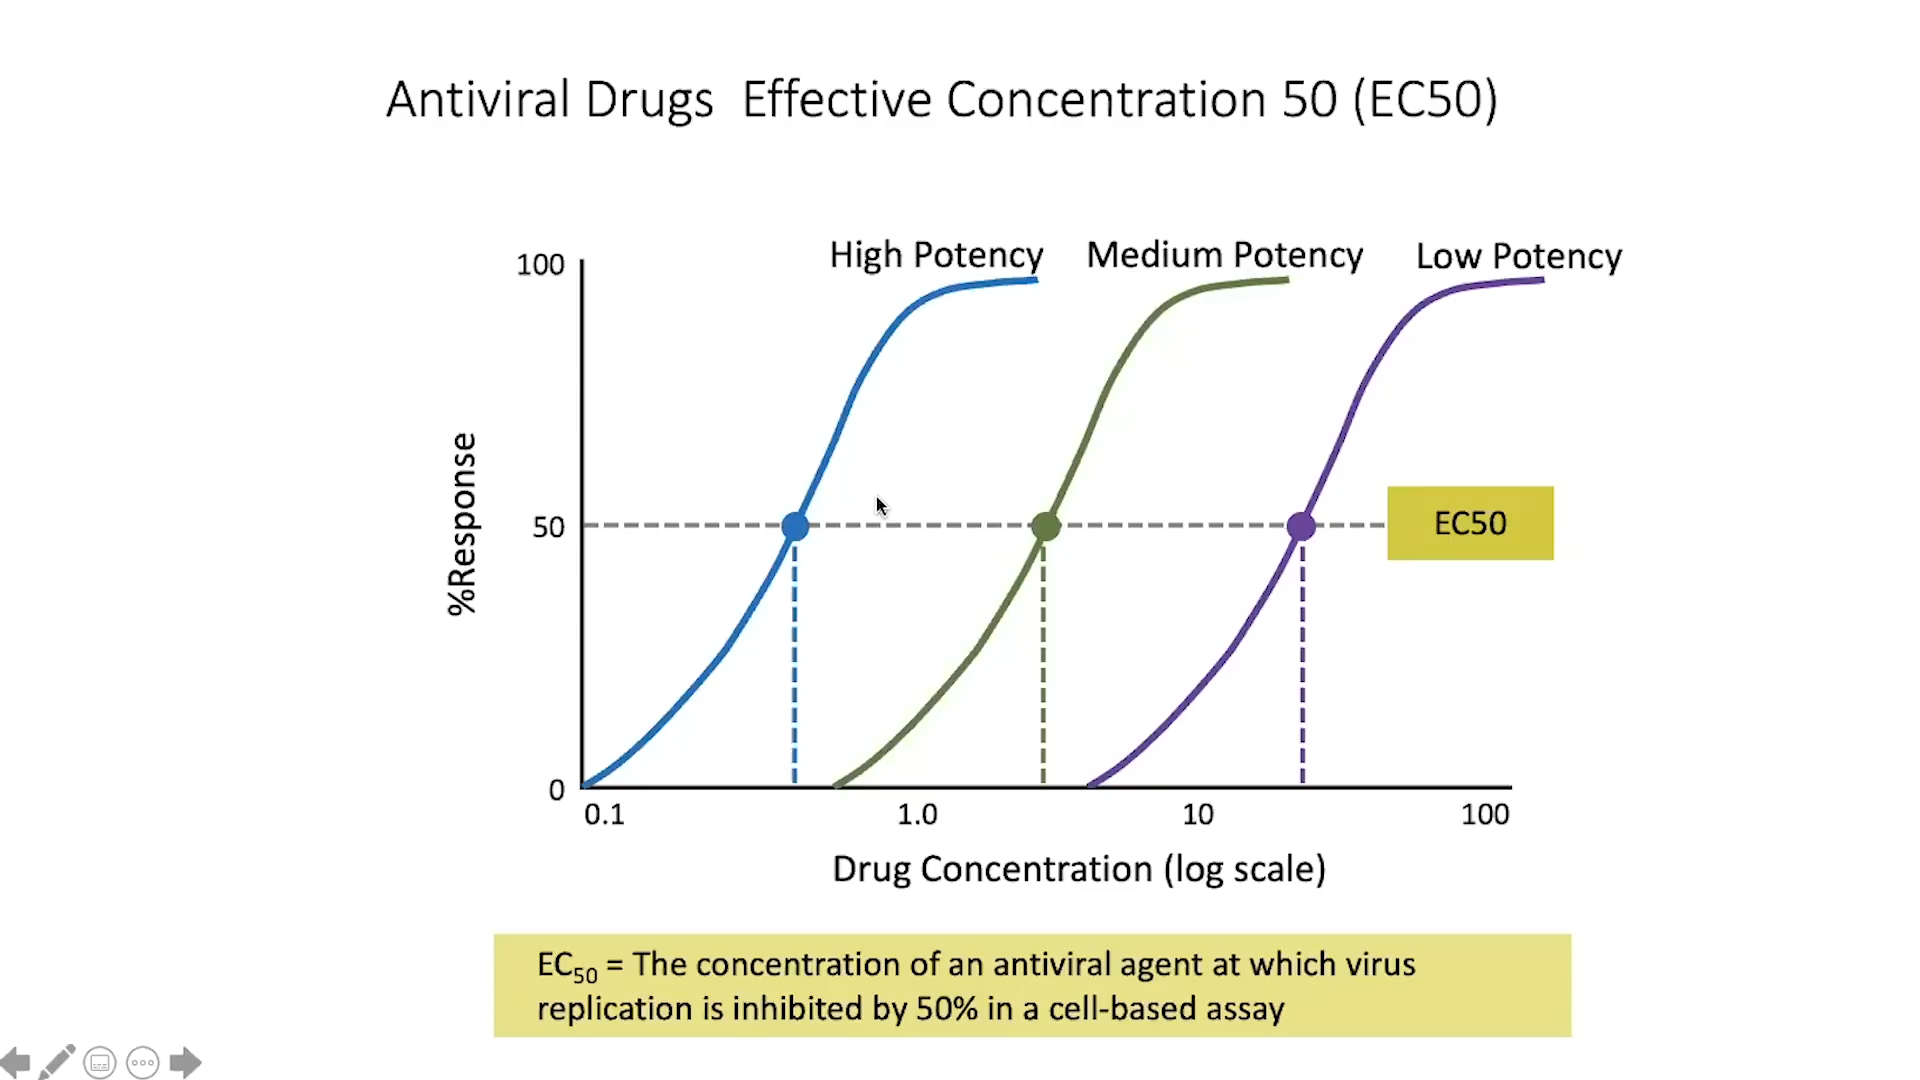 Antiviral Drugs  Effective Concentration 50 (EC50)
High Potency
Medium Potency
Low Potency
100
50
0
%Response
EC50
0.1
1.0
10
100
Drug Concentration (log scale)
EC50 = The concentration of an antiviral agent at which virus
replication is inhibited by 50% in a cell-based assay